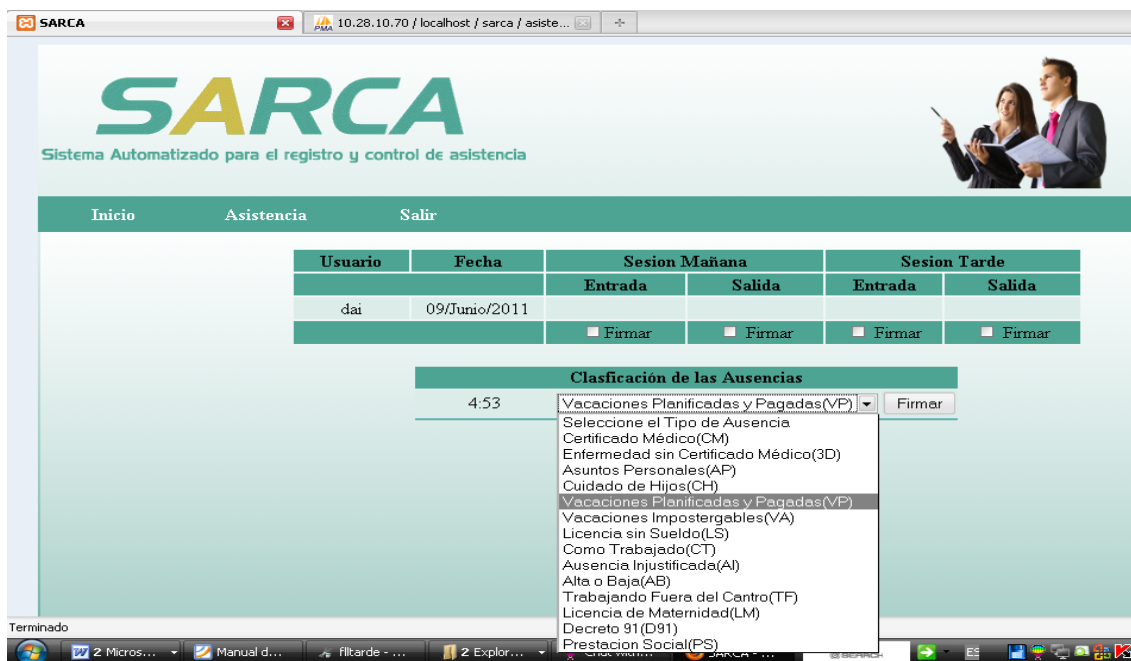 SARCA
10.28.10.70 / localhost / sarca / asiste...
PMA
SARCA
Sistema Automatizado para el registro y control de asistencia
Inicio Asistencia Salir
Usuario Fecha Sesion Mañana Sesion Tarde
Entrada Salida Entrada Salida
dai 09/Junio/2011
Firmar Firmar Firmar Firmar
Clasficación de las Ausencias
4:53 Vacaciones Planificadas y Pagadas(VP) Firmar
Seleccione el Tipo de Ausencia
Certificado Médico(CM)
Enfermedad sin Certificado Médico(3D)
Asuntos Personales(AP)
Cuidado de Hijos(CH)
Vacaciones Planificadas y Pagadas(VP)
Vacaciones Impostergables(VA)
Licencia sin Sueldo(LS)
Como Trabajado(CT)
Ausencia Injustificada(AI)
Alta o Baja(AB)
Trabajando Fuera del Cantro(TF)
Licencia de Maternidad(LM)
Decreto 91(D91)
Prestacion Social(PS)
Terminado
2 Micros... Manual d... filtarde - ... 2 Explor... Chat with... SARCA - ... SEARCH ES